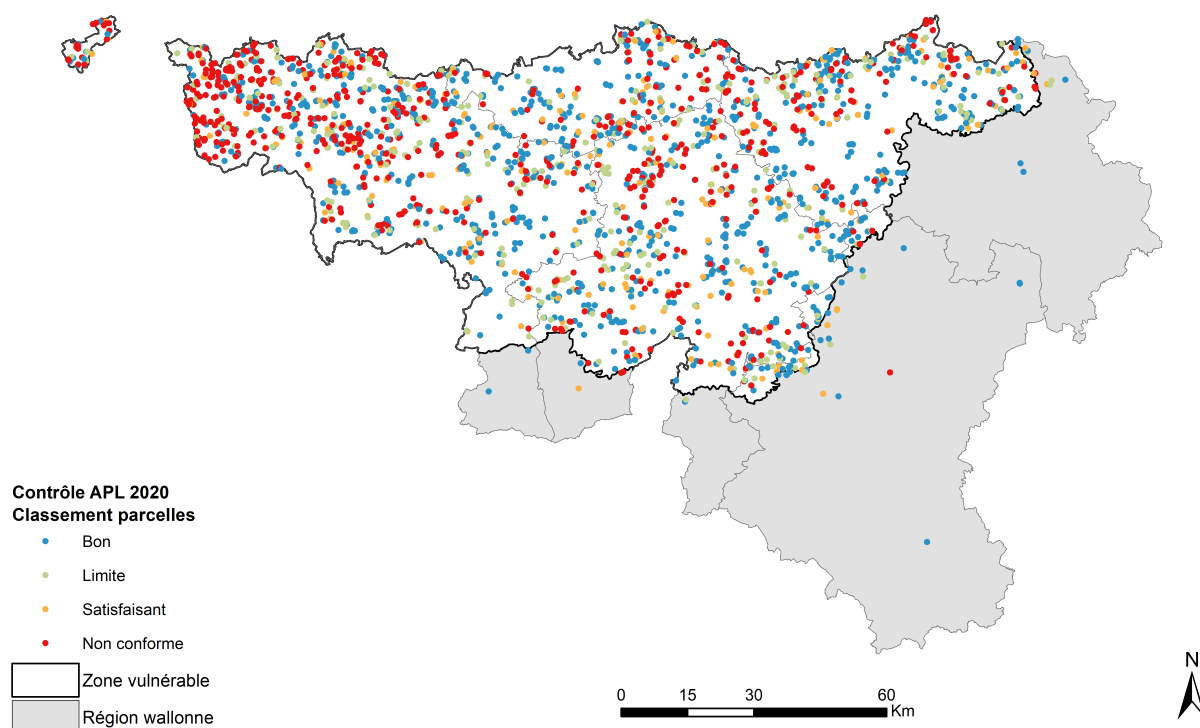 Contrôle APL 2020
Classement parcelles
Bon
Limite
Satisfaisant
Non conforme
Zone vulnérable
Région wallonne
0 15 30 60
Km
N